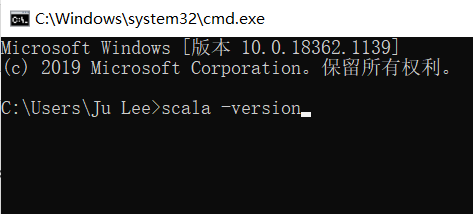 C:\Windows\system32\cmd.exe
Microsoft Windows [版本 10.0.18362.1139]
(c) 2019 Microsoft Corporation。保留所有权利。
C:\Users\Ju Lee>scala -version